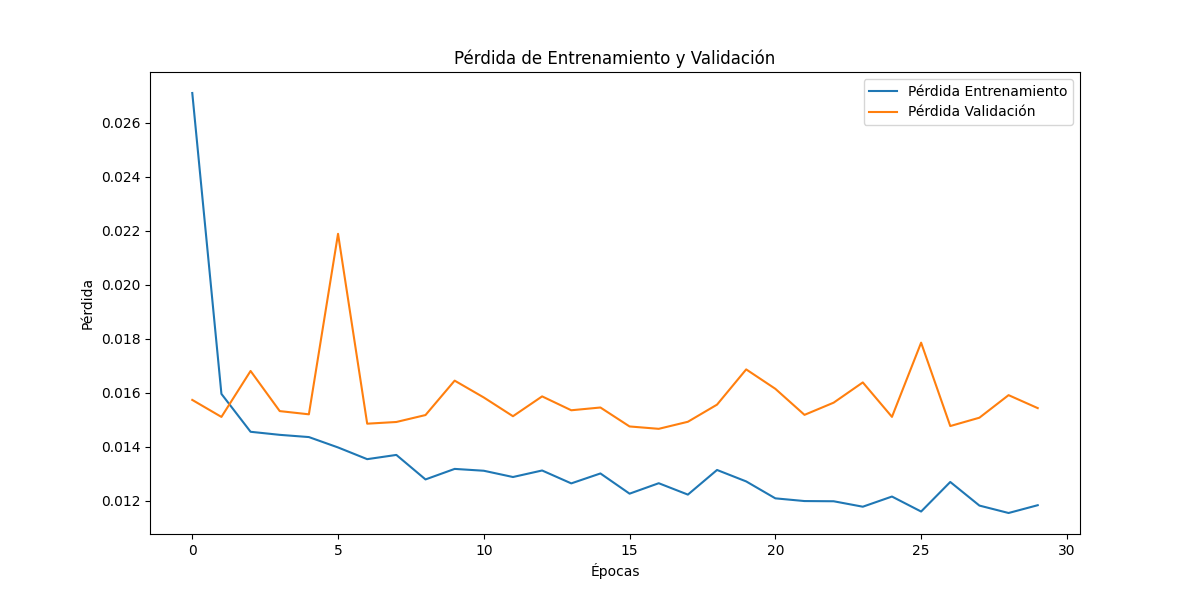 Pérdida de Entrenamiento y Validación
Pérdida Entrenamiento
Pérdida Validación
0.026
0.024
0.022
0.020
0.018
0.016
0.014
0.012
Pérdida
0 5 10 15 20 25 30
Épocas